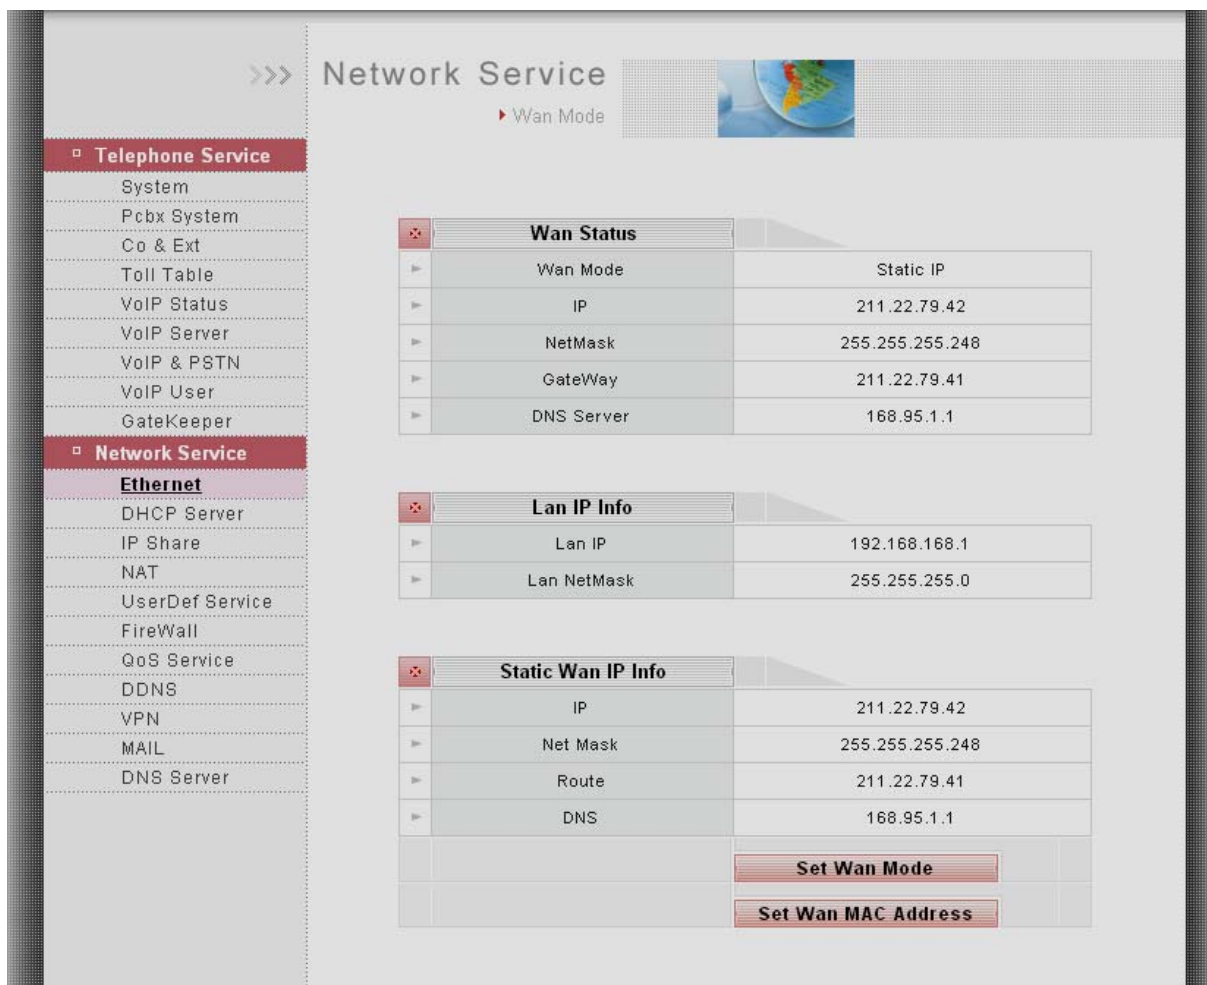 >>> Network Service
Wan Mode
Telephone Service
System
Pcbx System
Co & Ext
Toll Table
VoIP Status
VoIP Server
VoIP & PSTN
VoIP User
GateKeeper
Network Service
Ethernet
DHCP Server
IP Share
NAT
UserDef Service
FireWall
QoS Service
DDNS
VPN
MAIL
DNS Server
Wan Status
Wan Mode Static IP
IP 211.22.79.42
NetMask 255.255.255.248
GateWay 211.22.79.41
DNS Server 168.95.1.1
Lan IP Info
Lan IP 192.168.168.1
Lan NetMask 255.255.255.0
Static Wan IP Info
IP 211.22.79.42
Net Mask 255.255.255.248
Route 211.22.79.41
DNS 168.95.1.1
Set Wan Mode
Set Wan MAC Address